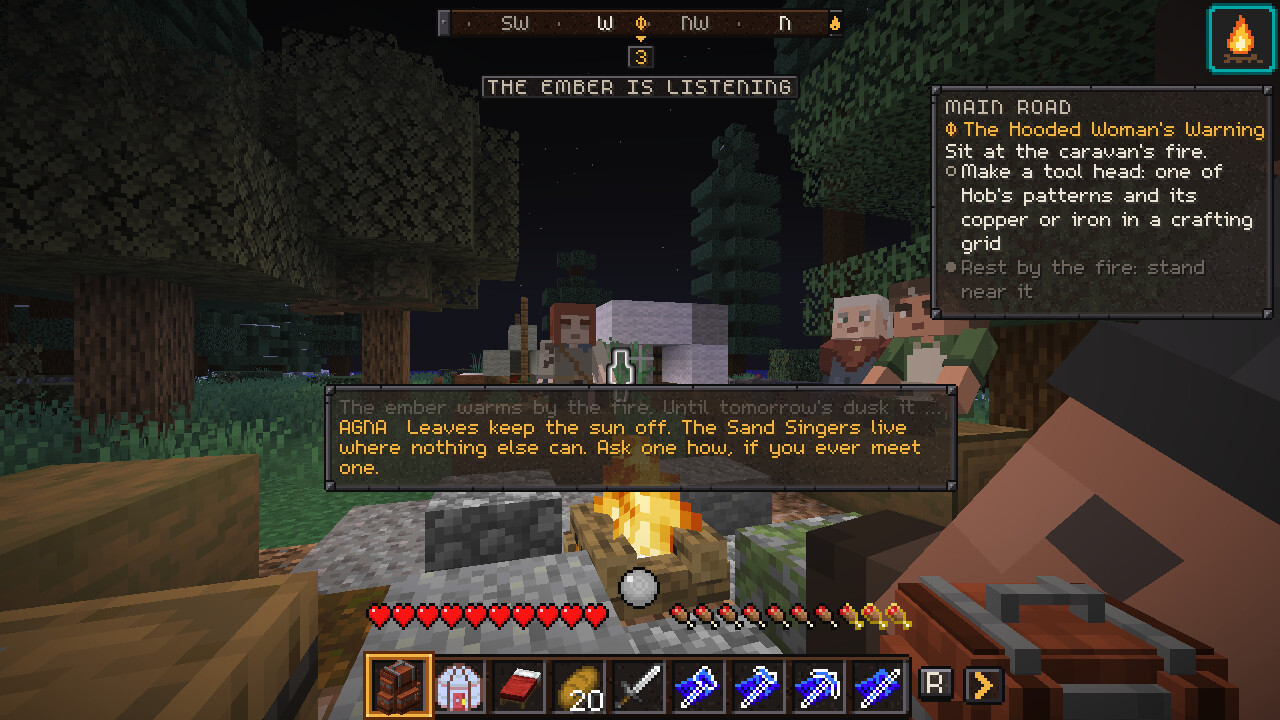 SW W NW N
3
THE EMBER IS LISTENING
MAIN ROAD
The Hooded Woman's Warning
Sit at the caravan's fire.
Make a tool head: one of
Hob's patterns and its
copper or iron in a crafting
grid
Rest by the fire: stand
near it
The ember warms by the fire. Until tomorrow's dusk it ...
AGNA Leaves keep the sun off. The Sand Singers live
where nothing else can. Ask one how, if you ever meet
one.
20
R